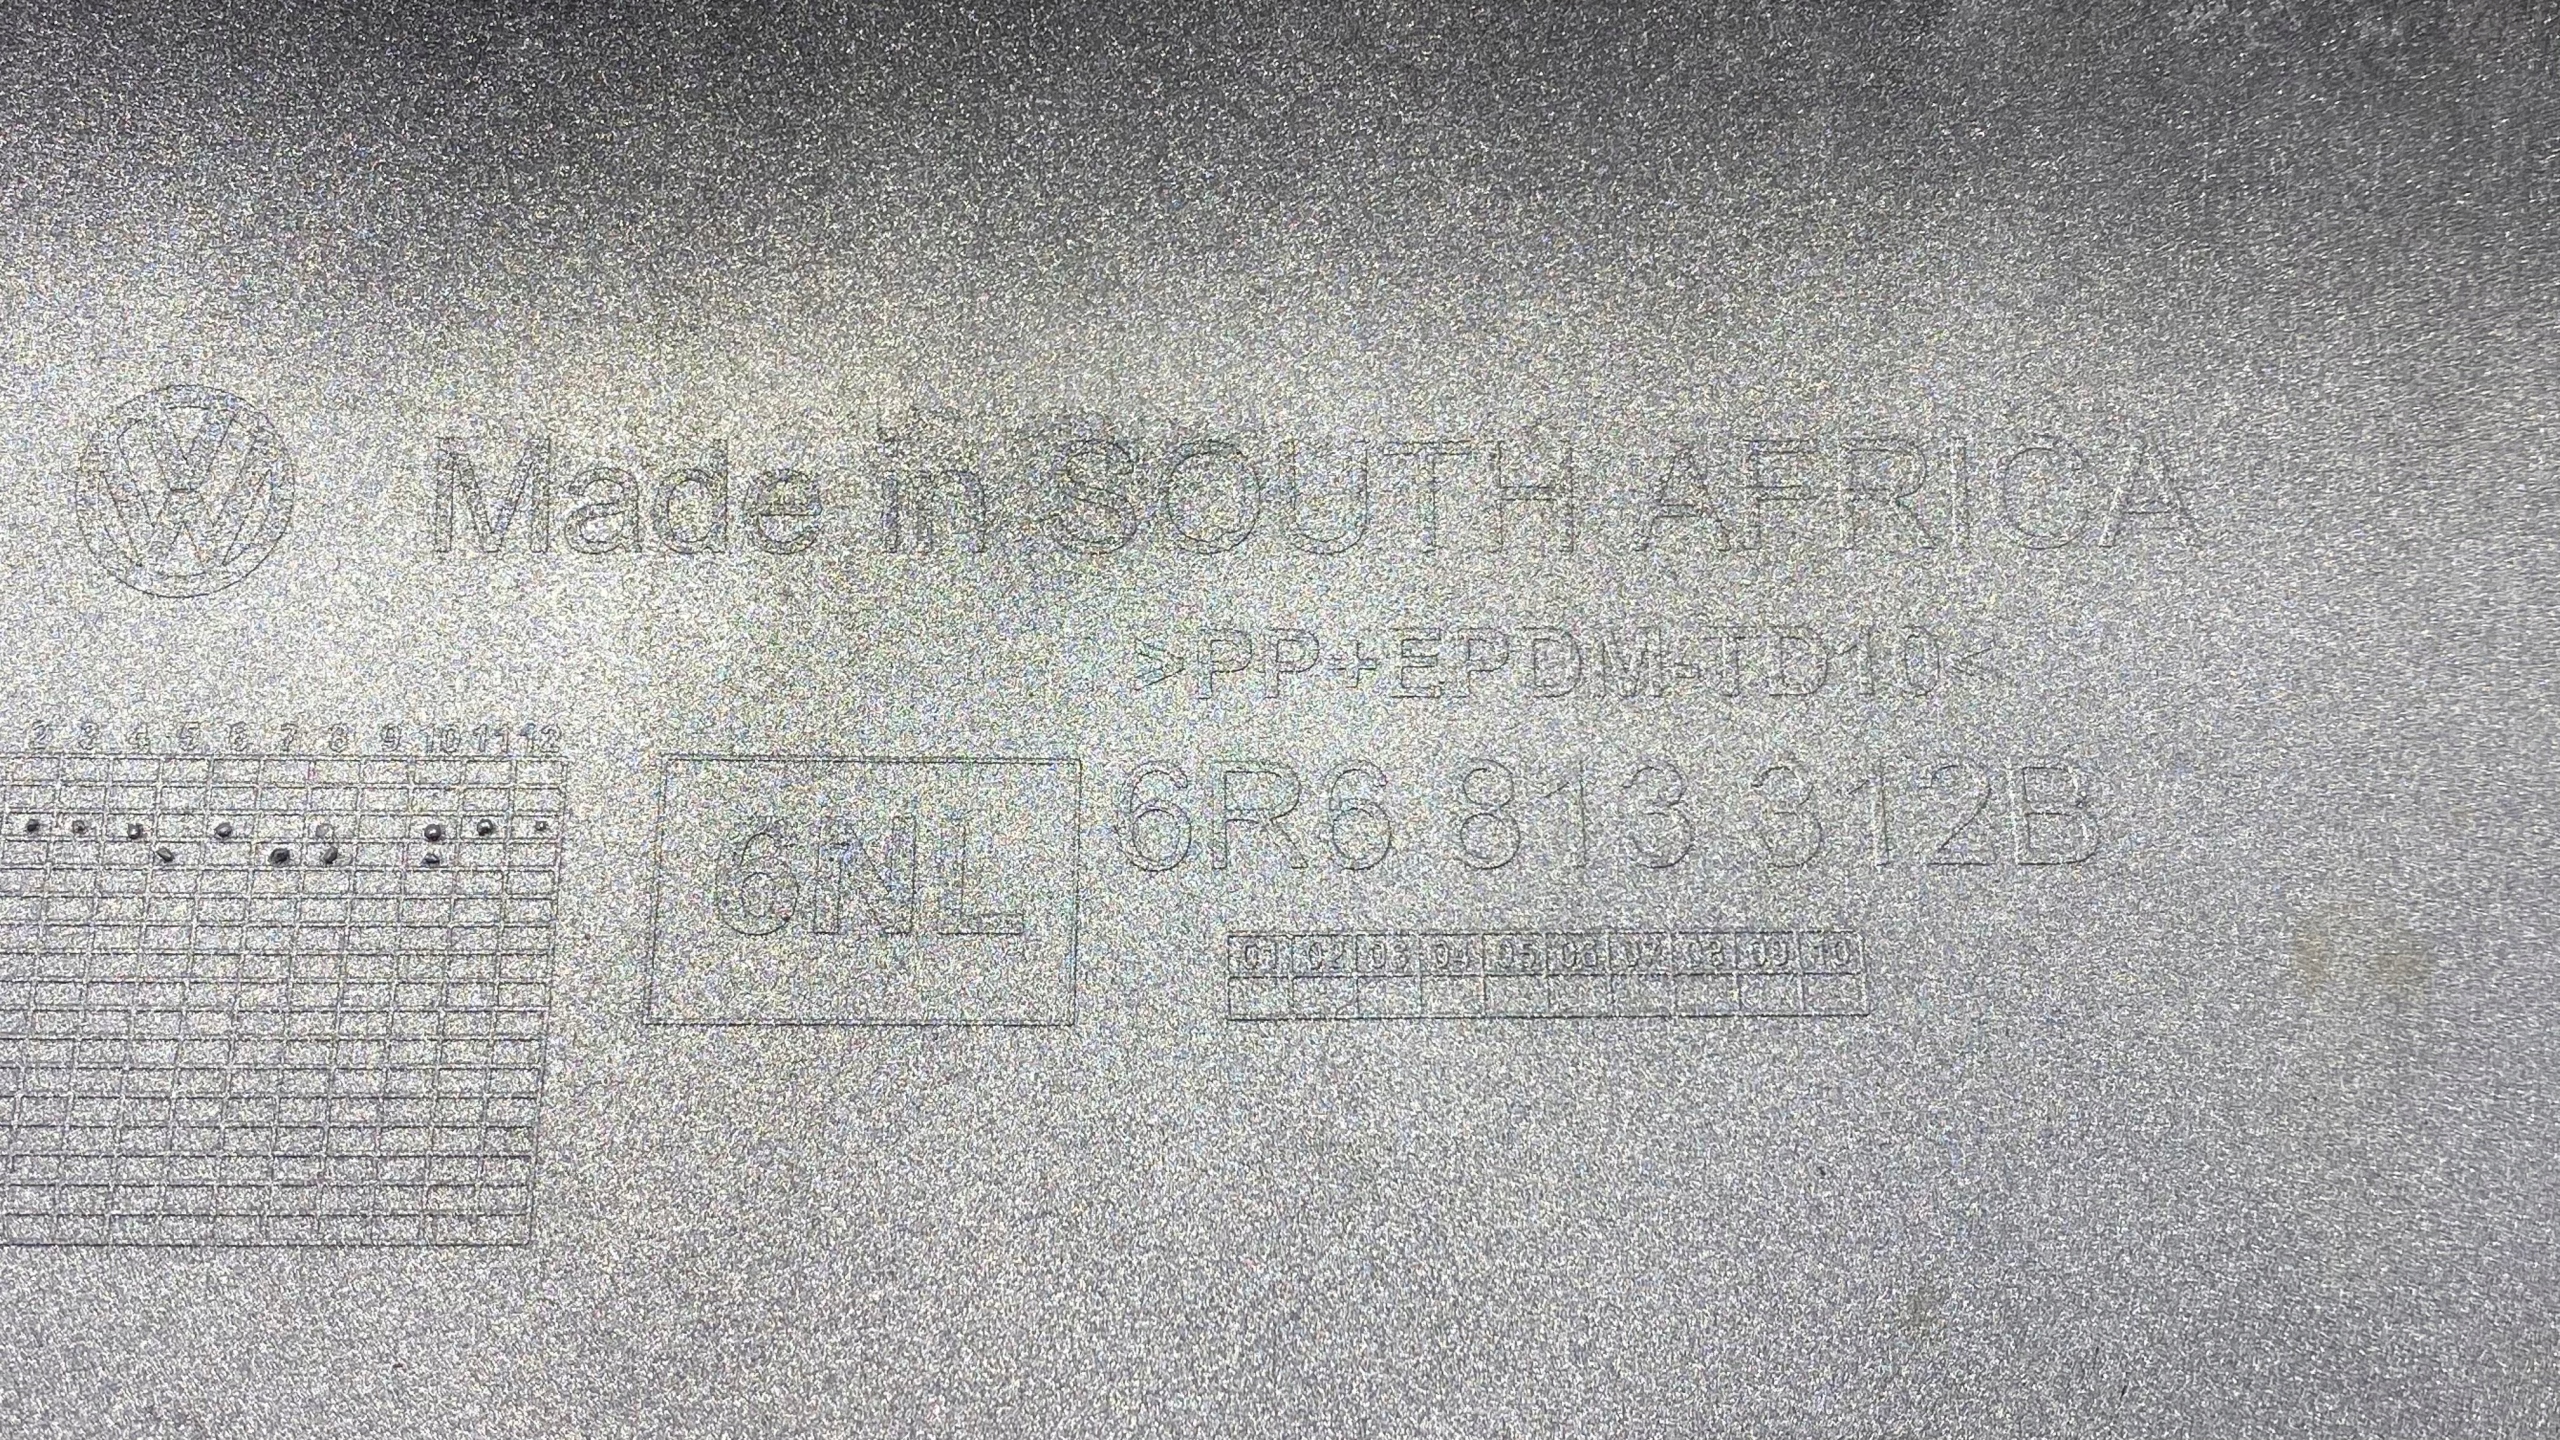 VW Made in SOUTH AFRICA
>PP+EPDM-TD10<
2 3 4 5 6 7 8 9 10 11 12
6NL
6R6 813 312B
01 02 03 04 05 06 07 08 09 10